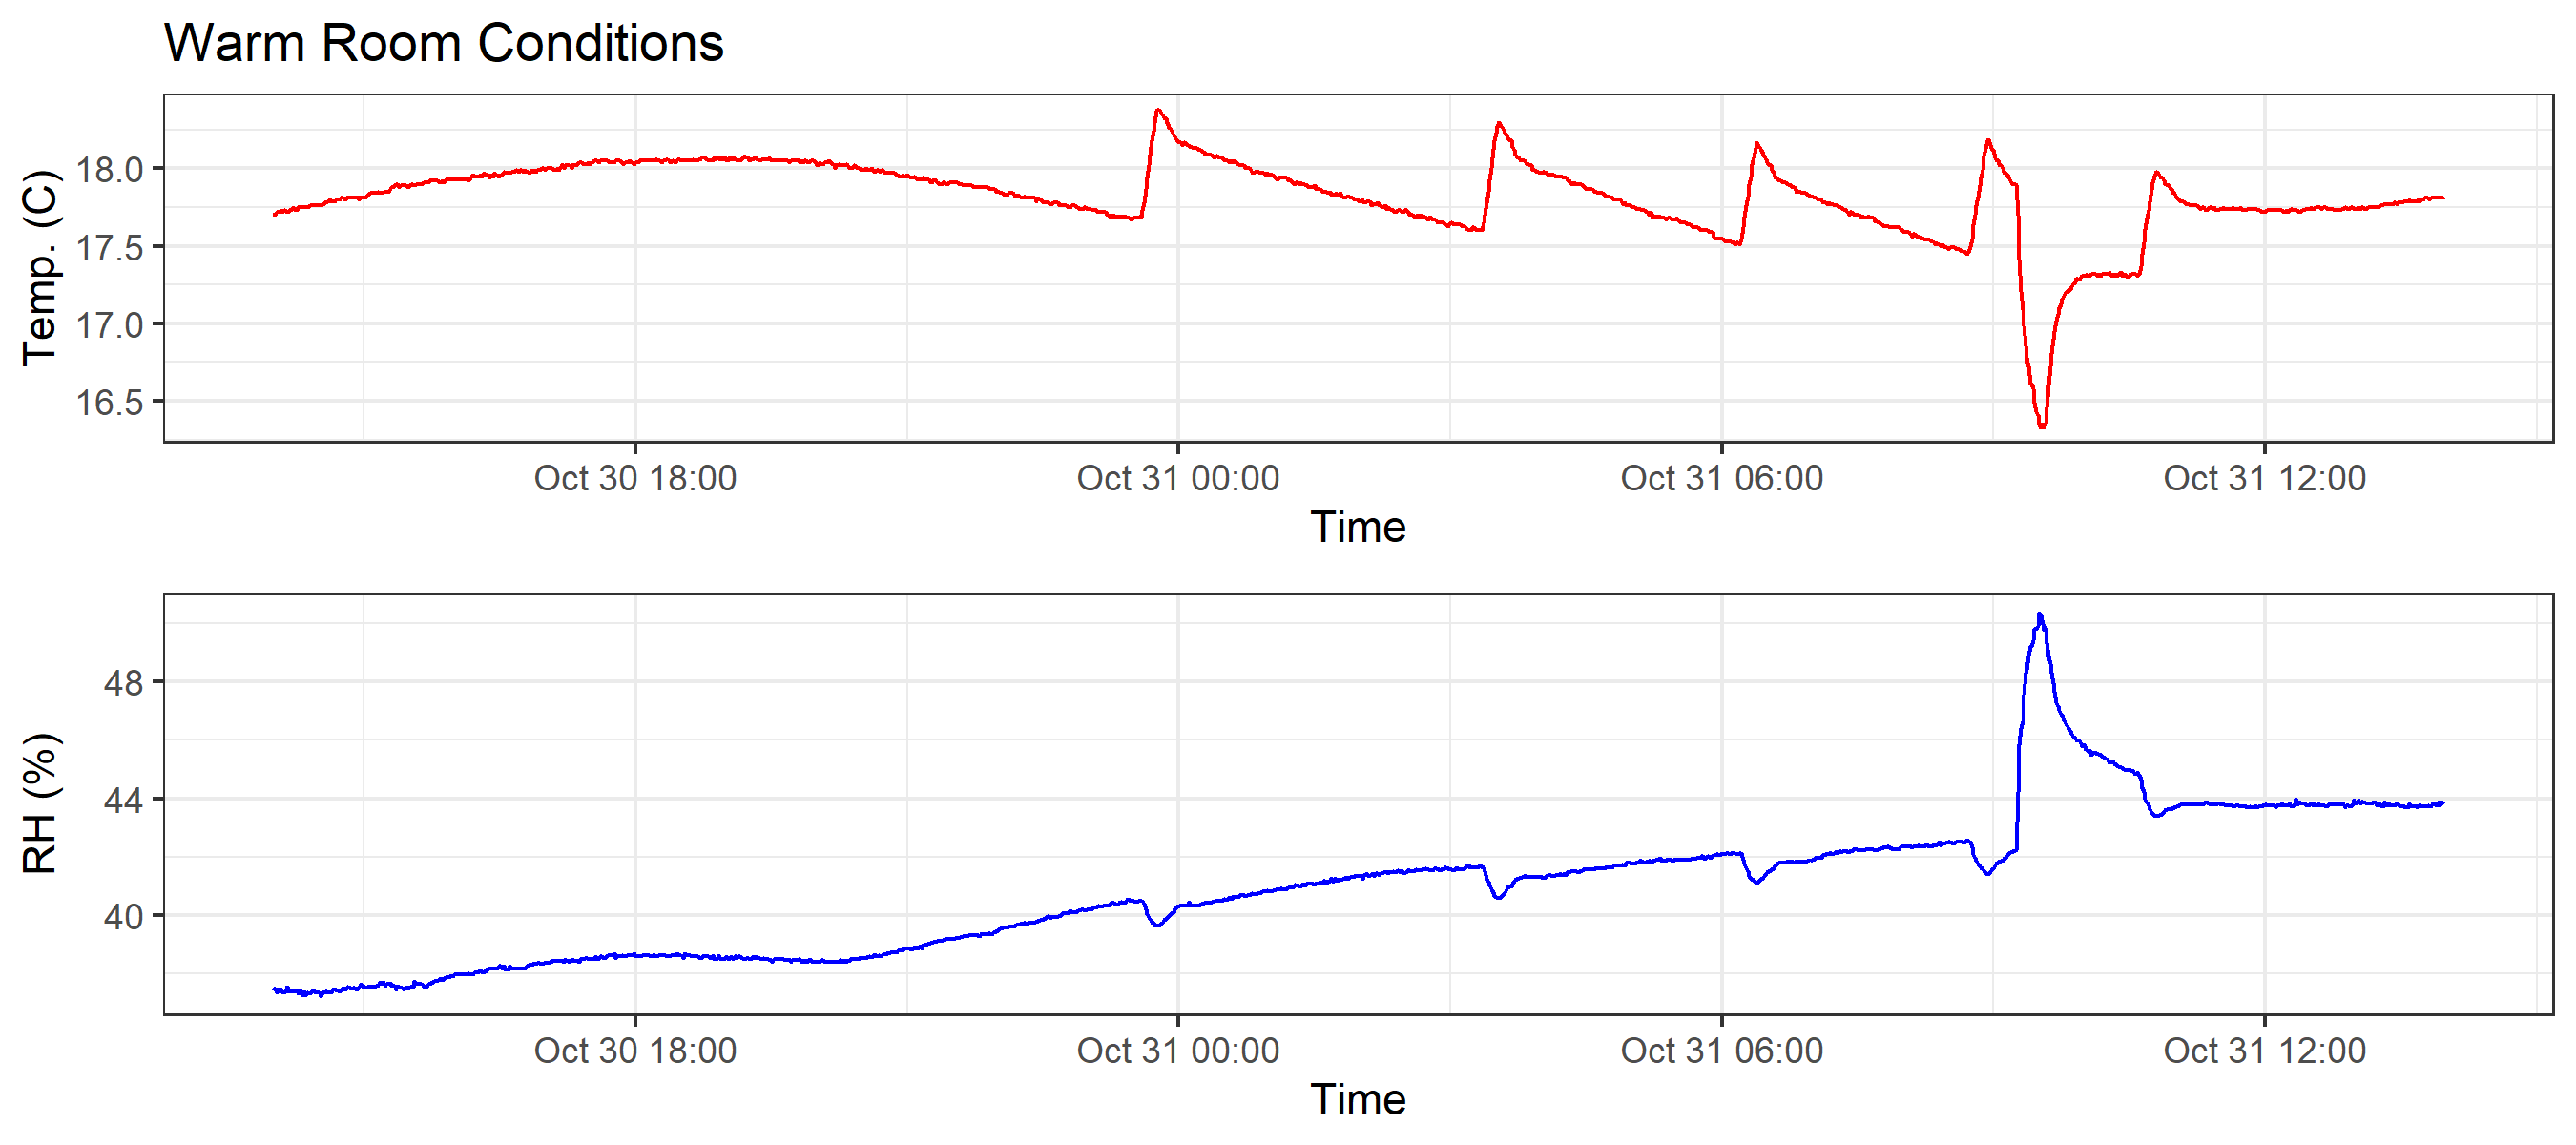 Warm Room Conditions
Temp. (C)
18.0
17.5
17.0
16.5
Oct 30 18:00 Oct 31 00:00 Oct 31 06:00 Oct 31 12:00
Time
RH (%)
48
44
40
Oct 30 18:00 Oct 31 00:00 Oct 31 06:00 Oct 31 12:00
Time